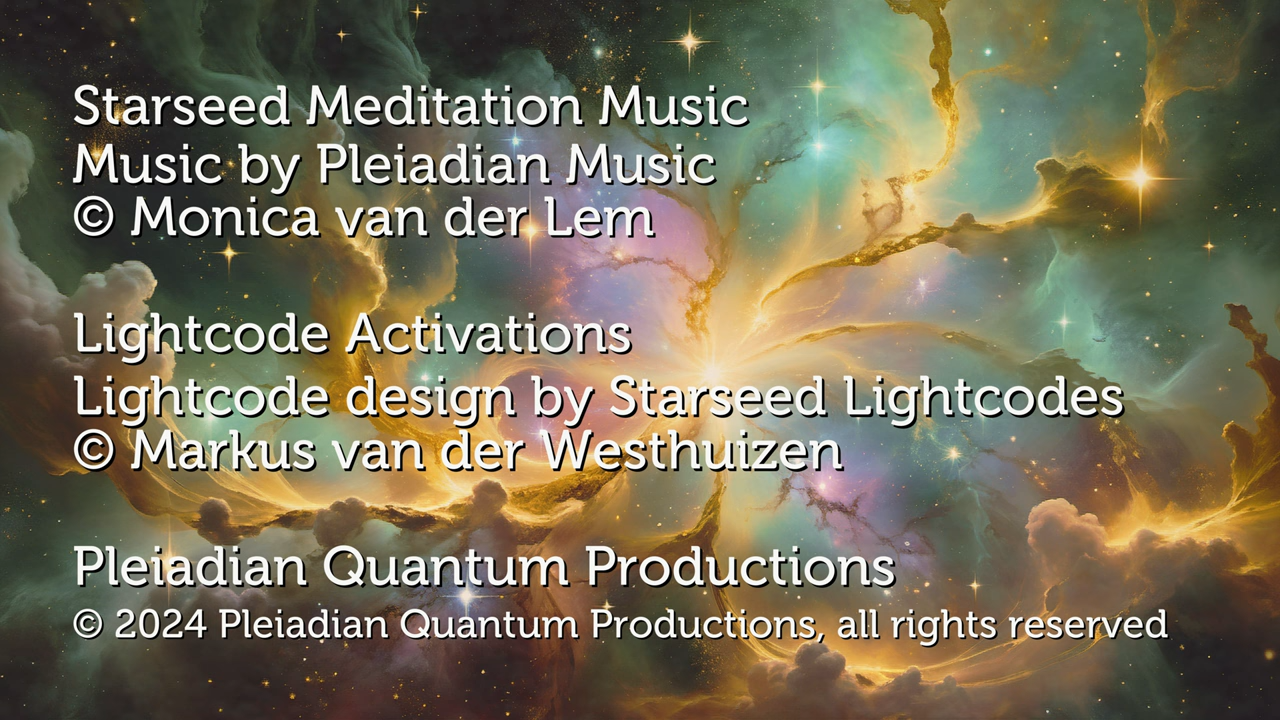 Starseed Meditation Music
Music by Pleiadian Music
© Monica van der Lem
Lightcode Activations
Lightcode design by Starseed Lightcodes
© Markus van der Westhuizen
Pleiadian Quantum Productions
© 2024 Pleiadian Quantum Productions, all rights reserved